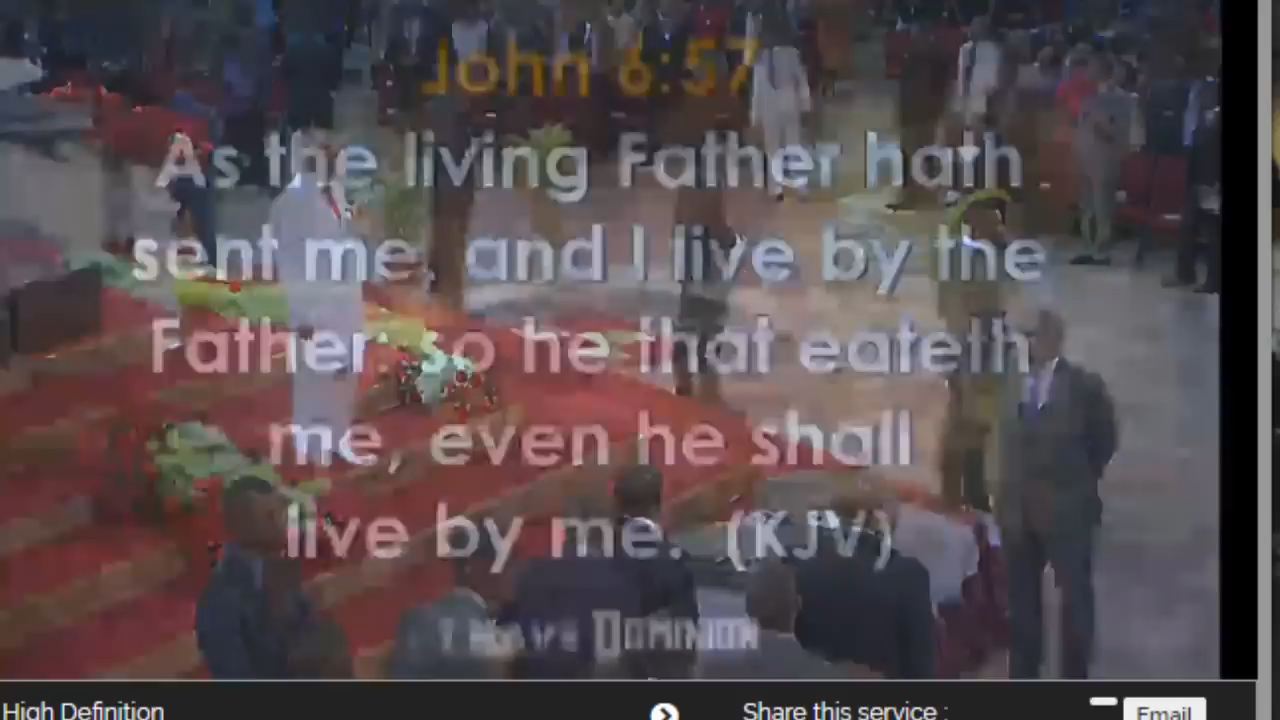 John 6:57
As the living Father hath
sent me, and I live by the
Father: so he that eateth
me, even he shall
live by me. (KJV)
I Have Dominion
High Definition
Share this service :
Email